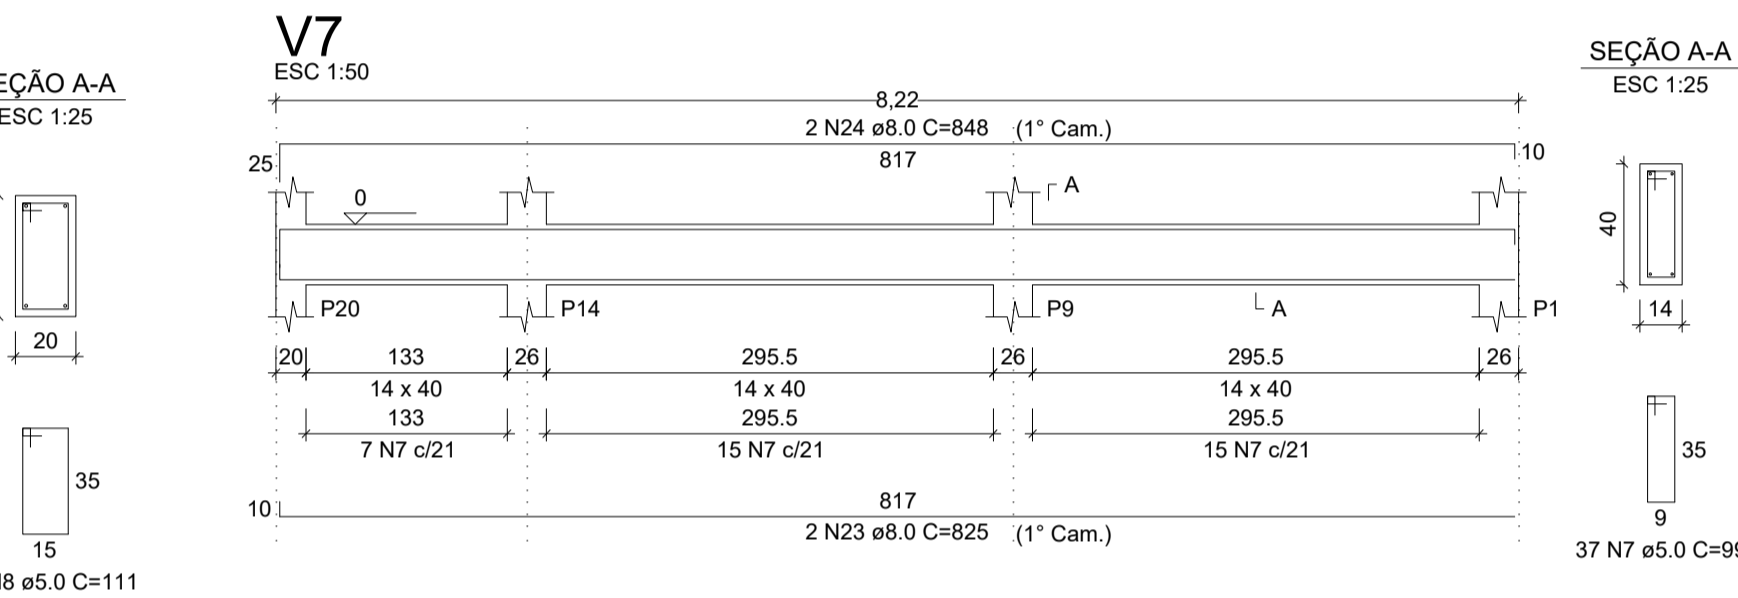 EÇÃO A-A
ESC 1:25
20
35
15
8 ø5.0 C=111
V7
ESC 1:50
8,22
2 N24 ø8.0 C=848 (1° Cam.)
25
817
10
0
A
P20
P14
P9
A
P1
20
133
26
295.5
26
295.5
26
14 x 40
14 x 40
14 x 40
133
295.5
295.5
7 N7 c/21
15 N7 c/21
15 N7 c/21
817
10
2 N23 ø8.0 C=825 (1° Cam.)
SEÇÃO A-A
ESC 1:25
40
14
35
9
37 N7 ø5.0 C=99